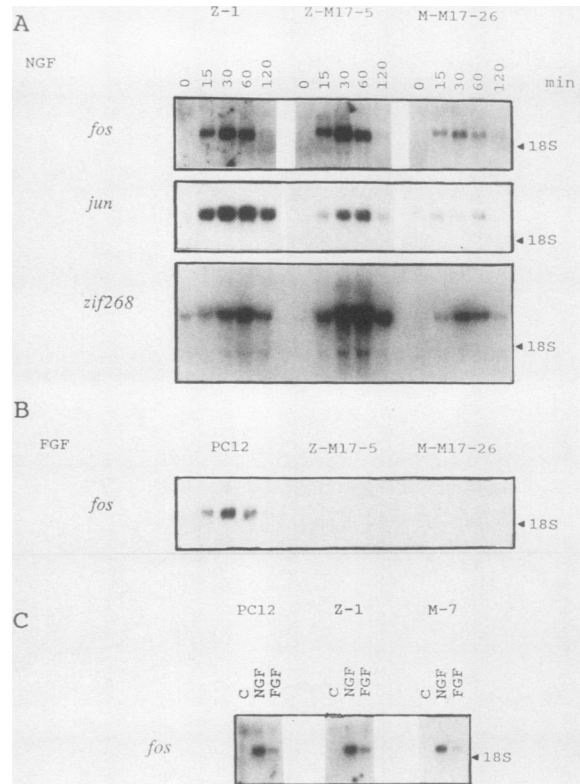 A
Z-1 Z-M17-5 M-M17-26
NGF 0 15 30 60 120 0 15 30 60 120 0 15 30 60 120 min
fos
18S
jun
18S
zif268
18S
B
FGF PC12 Z-M17-5 M-M17-26
fos
18S
C
PC12 Z-1 M-7
C NGF FGF C NGF FGF C NGF FGF
fos
18S